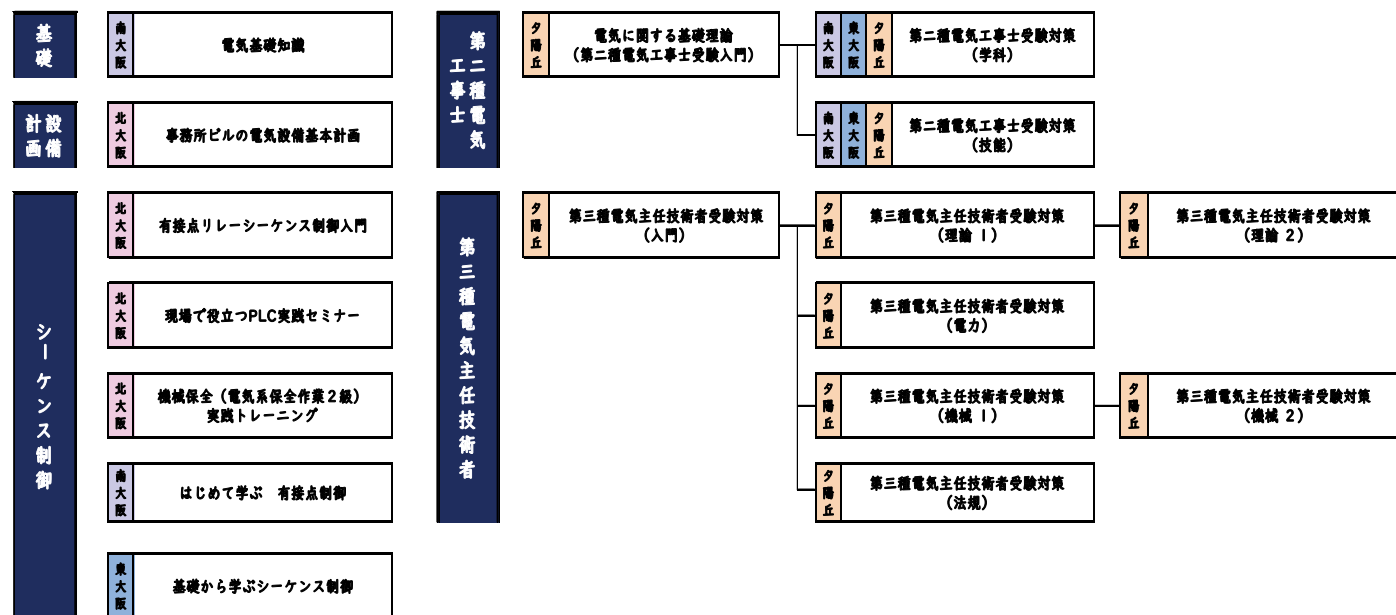 基礎
南大阪
電気基礎知識
設備計画
北大阪
事務所ビルの電気設備基本計画
シーケンス制御
北大阪
有接点リレーシーケンス制御入門
北大阪
現場で役立つPLC実践セミナー
北大阪
機械保全（電気系保全作業２級）
実践トレーニング
南大阪
はじめて学ぶ　有接点制御
東大阪
基礎から学ぶシーケンス制御
第二種電気工事士
夕陽丘
電気に関する基礎理論
（第二種電気工事士受験入門）
南大阪
東大阪
夕陽丘
第二種電気工事士受験対策
（学科）
南大阪
東大阪
夕陽丘
第二種電気工事士受験対策
（技能）
第三種電気主任技術者
夕陽丘
第三種電気主任技術者受験対策
（入門）
夕陽丘
第三種電気主任技術者受験対策
（理論 1）
夕陽丘
第三種電気主任技術者受験対策
（理論 2）
夕陽丘
第三種電気主任技術者受験対策
（電力）
夕陽丘
第三種電気主任技術者受験対策
（機械 1）
夕陽丘
第三種電気主任技術者受験対策
（機械 2）
夕陽丘
第三種電気主任技術者受験対策
（法規）